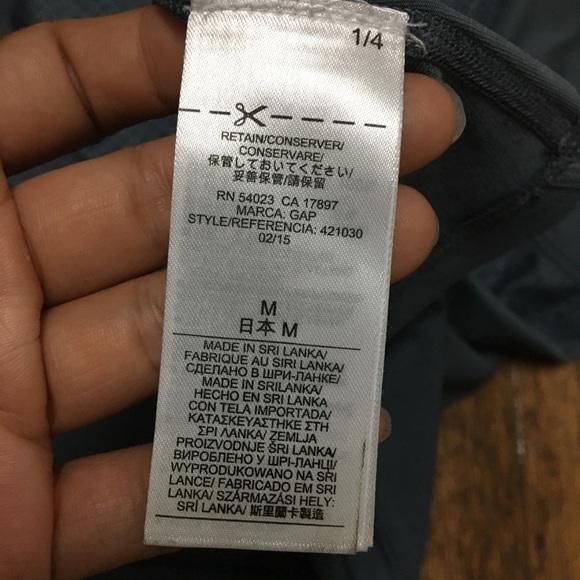 1/4
RETAIN/CONSERVER/
CONSERVARE/
保管しておいてください/
妥善保管/請保留
RN 54023 CA 17897
MARCA: GAP
STYLE/REFERENCIA: 421030
02/15
M
日本 M
MADE IN SRI LANKA/
FABRIQUE AU SIRI LANKA/
СДЕЛАНО В ШРИ-ЛАНКЕ/
MADE IN SRILANKA/
HECHO EN SRI LANKA
CON TELA IMPORTADA/
ΚΑΤΑΣΚΕΥΑΣΤΗΚΕ ΣΤΗ
ΣΡΙ ΛΑΝΚΑ/ ZEMLJA
PROIZVODNJE SRI LANKA/
ВИРОБЛЕНО У ШРІ-ЛАНЦІ/
WYPRODUKOWANO NA SRI
LANCE/ FABRICADO EM SRI
LANKA/ SZÁRMAZÁSI HELY:
SRÍ LANKA/ 斯里蘭卡製造